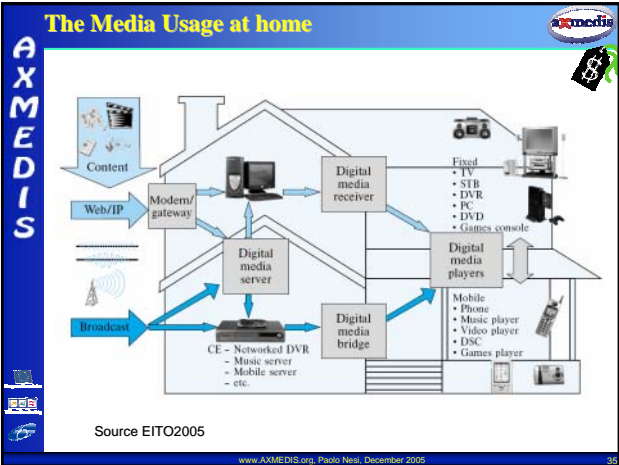 The Media Usage at home
axmedis
AXMEDIS
$
Content
Web/IP
Modem/
gateway
Digital
media
receiver
Digital
media
server
Broadcast
CE – Networked DVR
– Music server
– Mobile server
– etc.
Digital
media
bridge
Digital
media
players
Fixed
• TV
• STB
• DVR
• PC
• DVD
• Games console
Mobile
• Phone
• Music player
• Video player
• DSC
• Games player
Source EITO2005
www.AXMEDIS.org, Paolo Nesi, December 2005
35